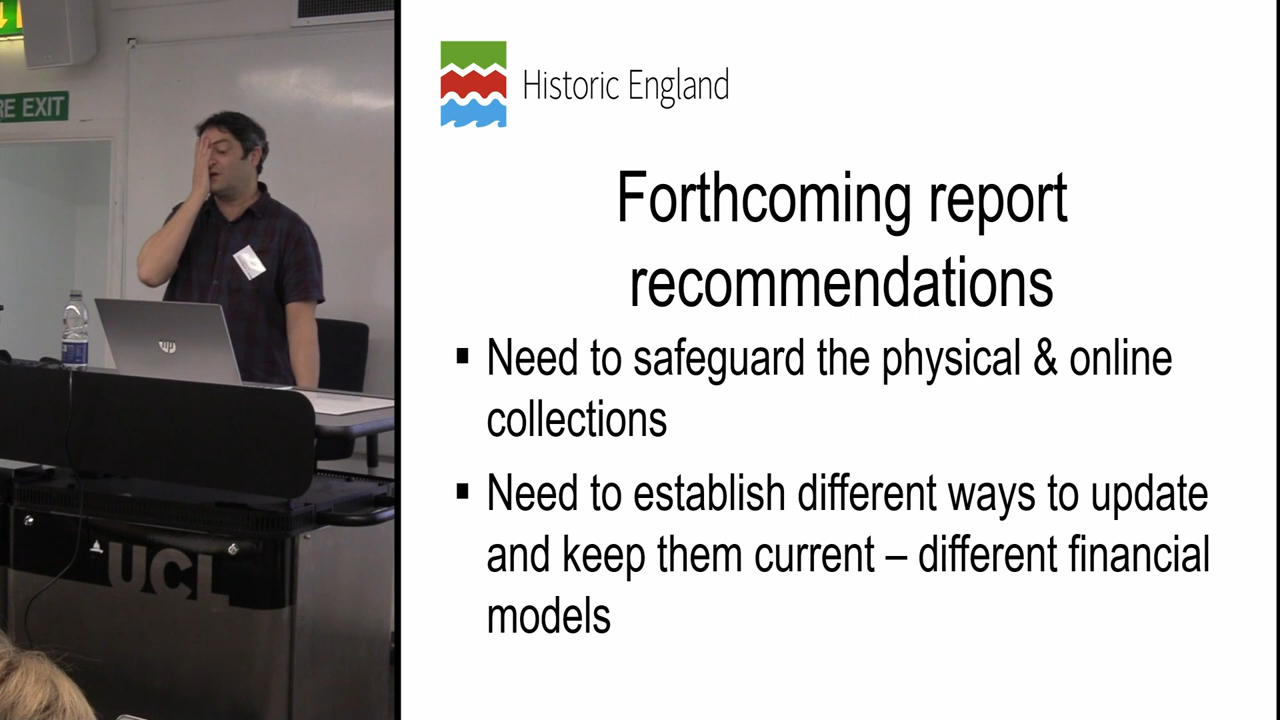 RE EXIT
hp
UCL
Historic England
Forthcoming report
recommendations
▪ Need to safeguard the physical & online
collections
▪ Need to establish different ways to update
and keep them current – different financial
models